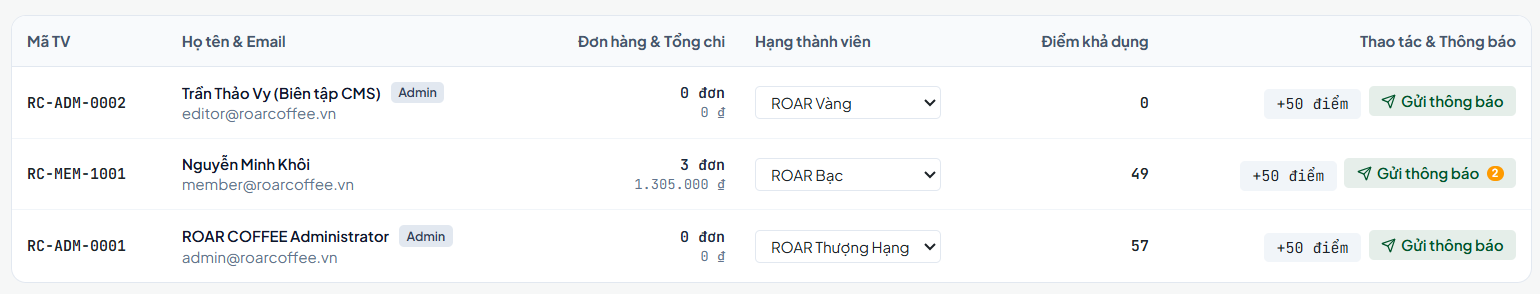 Mã TV Họ tên & Email Đơn hàng & Tổng chi Hạng thành viên Điểm khả dụng Thao tác & Thông báo
RC-ADM-0002 Trần Thảo Vy (Biên tập CMS) Admin 0 đơn ROAR Vàng 0 +50 điểm Gửi thông báo
editor@roarcoffee.vn 0 ₫
RC-MEM-1001 Nguyễn Minh Khôi 3 đơn ROAR Bạc 49 +50 điểm Gửi thông báo 2
member@roarcoffee.vn 1.305.000 ₫
RC-ADM-0001 ROAR COFFEE Administrator Admin 0 đơn ROAR Thượng Hạng 57 +50 điểm Gửi thông báo
admin@roarcoffee.vn 0 ₫